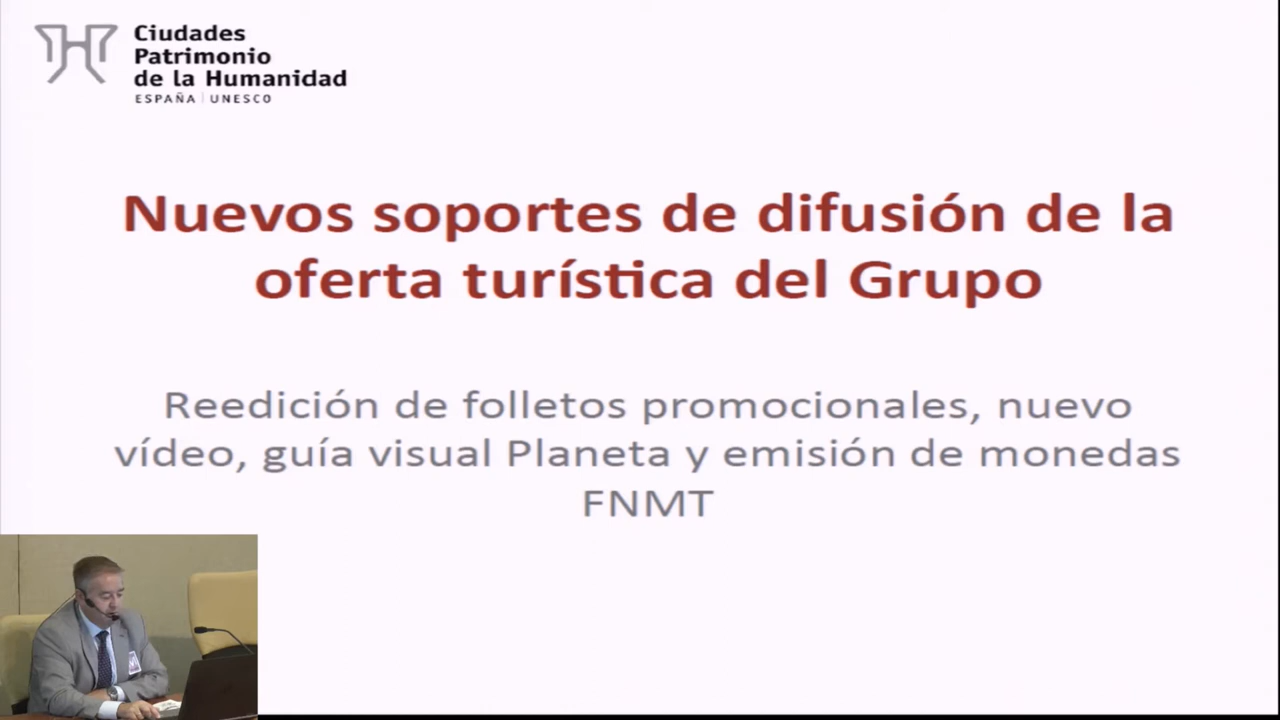 Ciudades
Patrimonio
de la Humanidad
ESPAÑA | UNESCO
Nuevos soportes de difusión de la
oferta turística del Grupo
Reedición de folletos promocionales, nuevo
vídeo, guía visual Planeta y emisión de monedas
FNMT